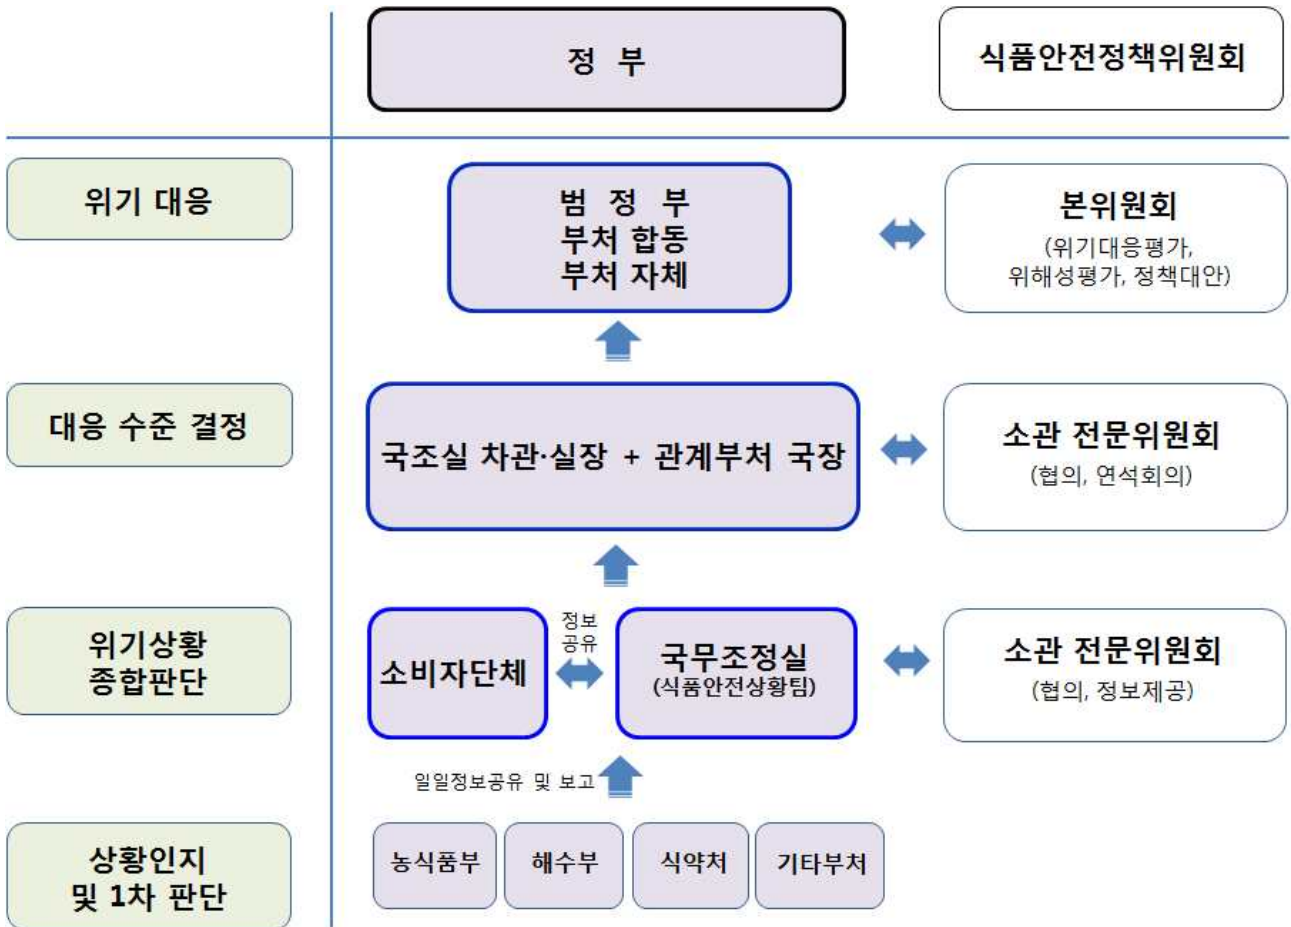 정 부
식품안전정책위원회
위기 대응
범 정 부
부처 합동
부처 자체
본위원회
(위기대응평가,
위해성평가, 정책대안)
대응 수준 결정
국조실 차관·실장 + 관계부처 국장
소관 전문위원회
(협의, 연석회의)
위기상황
종합판단
소비자단체
정보
공유
국무조정실
(식품안전상황팀)
소관 전문위원회
(협의, 정보제공)
일일정보공유 및 보고
상황인지
및 1차 판단
농식품부
해수부
식약처
기타부처